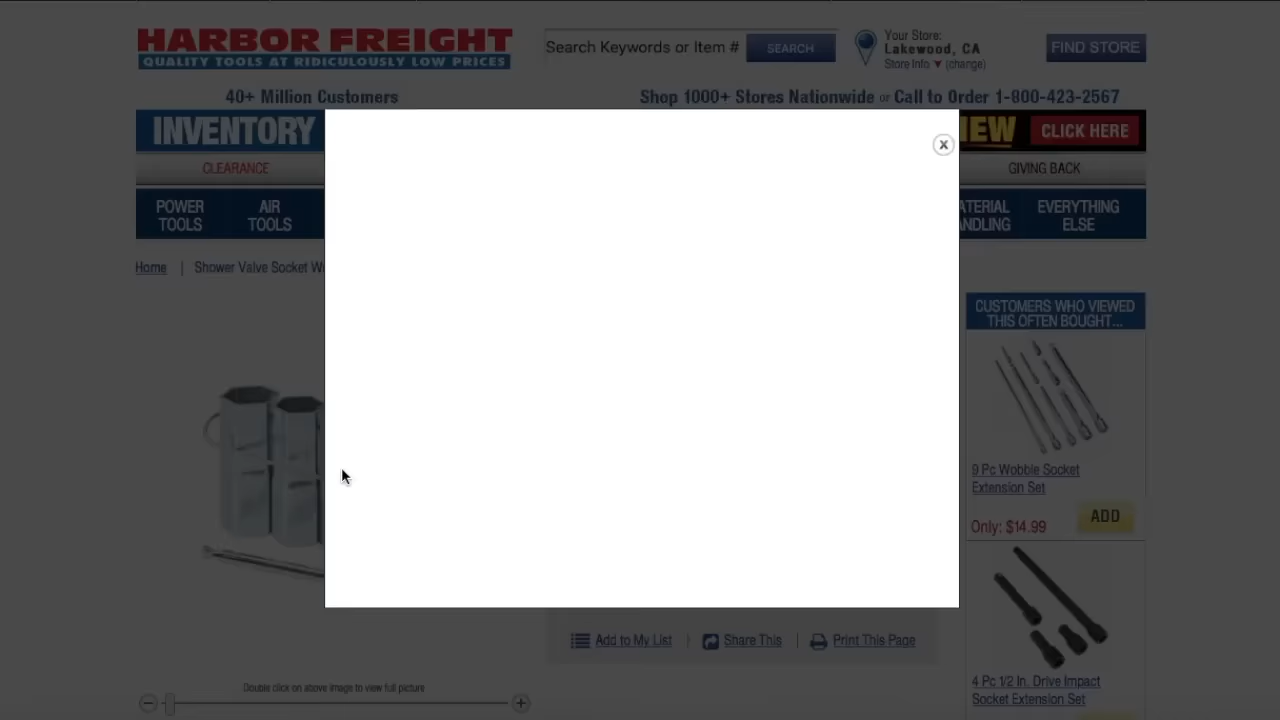 HARBOR FREIGHT
QUALITY TOOLS AT RIDICULOUSLY LOW PRICES
Search Keywords or Item #
SEARCH
Your Store:
Lakewood, CA
Store Info (change)
FIND STORE
40+ Million Customers
Shop 1000+ Stores Nationwide or Call to Order 1-800-423-2567
INVENTORY
CLICK HERE
CLEARANCE
GIVING BACK
POWER
TOOLS
AIR
TOOLS
EVERYTHING
ELSE
Home | Shower Valve Socket
X
CUSTOMERS WHO VIEWED
THIS OFTEN BOUGHT...
9 Pc Wobble Socket
Extension Set
Only: $14.99
ADD
Add to My List | Share This | Print This Page
4 Pc 1/2 In. Drive Impact
Socket Extension Set
Double click on above image to view full picture